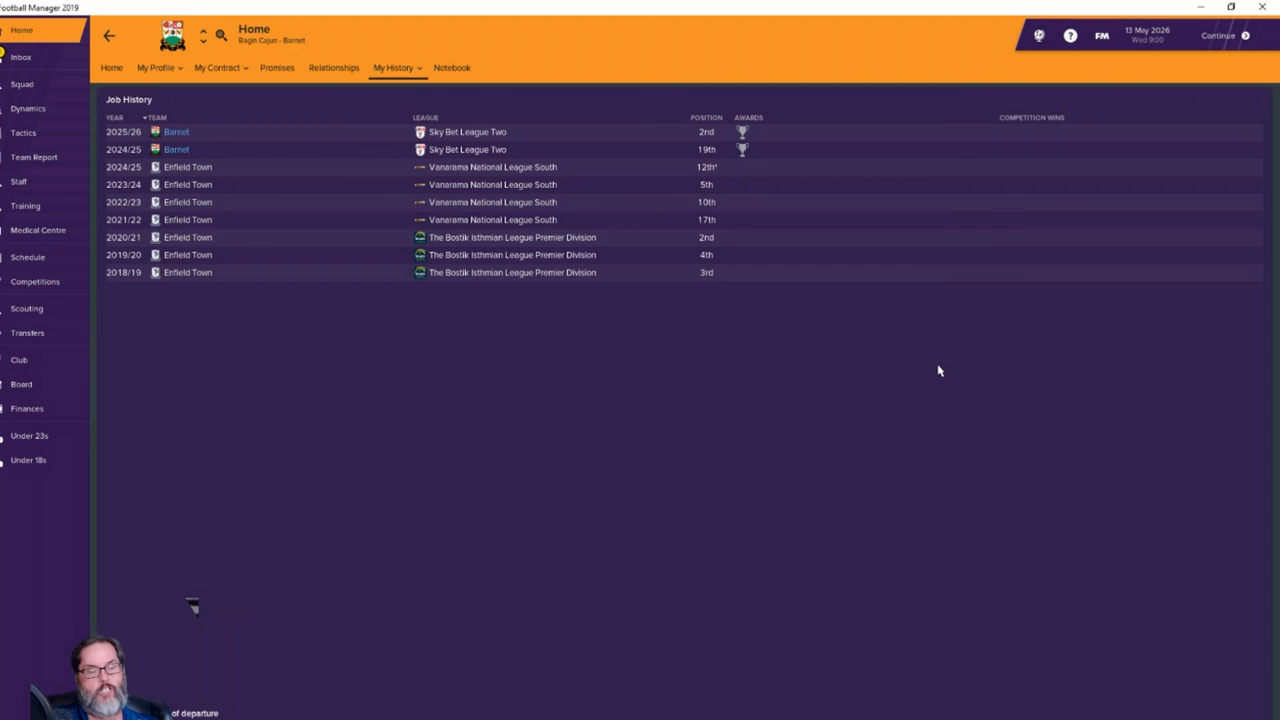 Football Manager 2019
Home
Inbox
Squad
Dynamics
Tactics
Team Report
Staff
Training
Medical Centre
Schedule
Competitions
Scouting
Transfers
Club
Board
Finances
Under 23s
Under 18s
Home
Ragin Cajun - Barnet
FM
13 May 2026
Wed 9:00
Continue
Home My Profile My Contract Promises Relationships My History Notebook
Job History
YEAR TEAM LEAGUE POSITION AWARDS COMPETITION WINS
2025/26 Barnet Sky Bet League Two 2nd
2024/25 Barnet Sky Bet League Two 19th
2024/25 Enfield Town Vanarama National League South 12th*
2023/24 Enfield Town Vanarama National League South 5th
2022/23 Enfield Town Vanarama National League South 10th
2021/22 Enfield Town Vanarama National League South 17th
2020/21 Enfield Town The Bostik Isthmian League Premier Division 2nd
2019/20 Enfield Town The Bostik Isthmian League Premier Division 4th
2018/19 Enfield Town The Bostik Isthmian League Premier Division 3rd
of departure